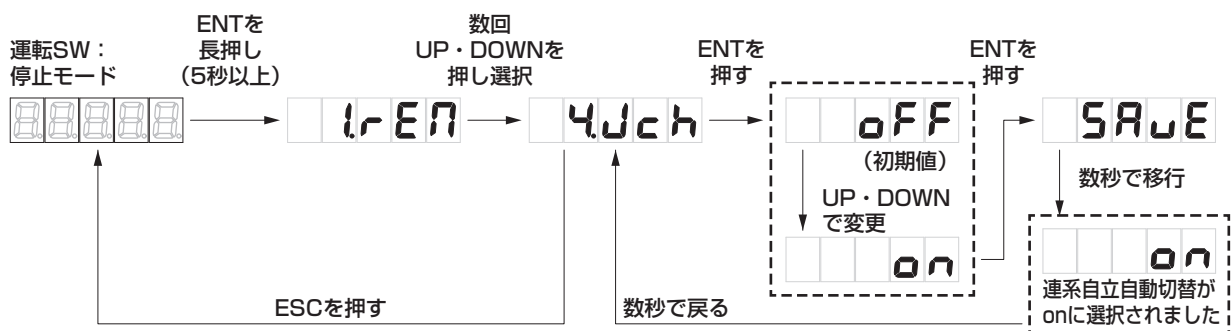 運転SW：
停止モード
ENTを
長押し
（5秒以上）
1.rEM
数回
UP・DOWNを
押し選択
4.Jch
ENTを
押す
oFF
（初期値）
UP・DOWN
で変更
on
ENTを
押す
SAvE
数秒で移行
on
連系自立自動切替が
onに選択されました
数秒で戻る
ESCを押す